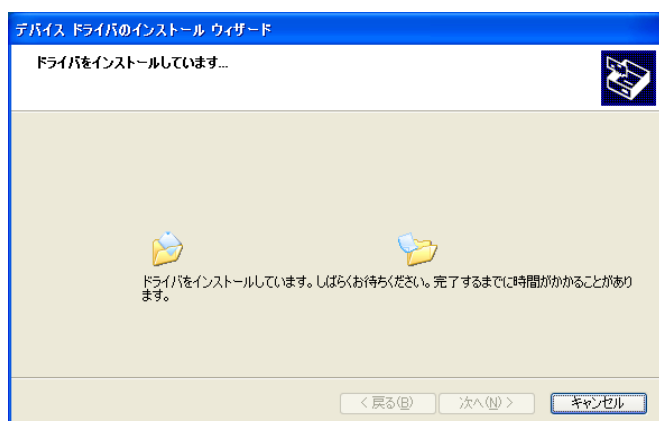 デバイス ドライバのインストール ウィザード
ドライバをインストールしています...
ドライバをインストールしています。しばらくお待ちください。完了するまでに時間がかかることがあり
ます。
< 戻る(B)
次へ(N) >
キャンセル